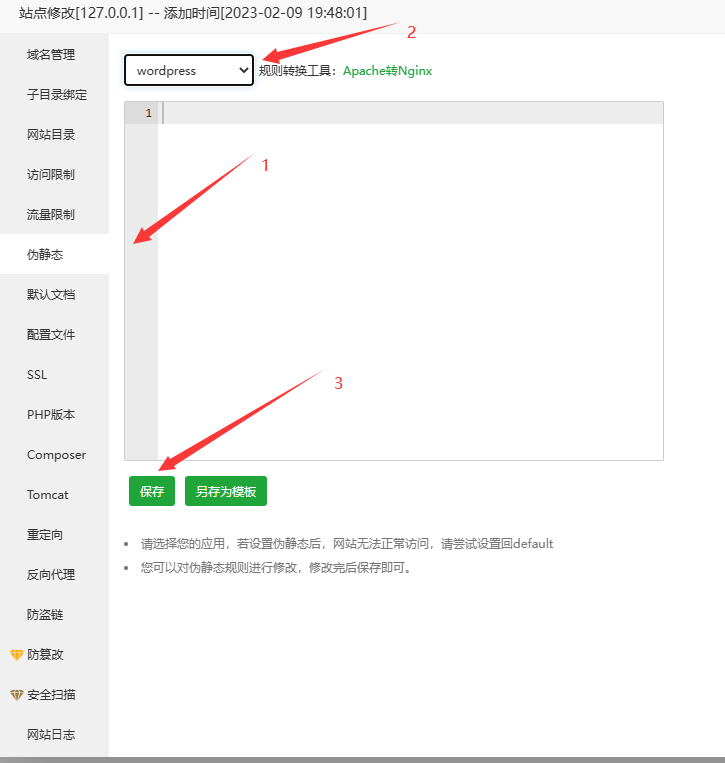 站点修改[127.0.0.1] -- 添加时间[2023-02-09 19:48:01]
2
域名管理
wordpress 规则转换工具：Apache转Nginx
子目录绑定
1
网站目录
1
访问限制
流量限制
伪静态
默认文档
配置文件
SSL
3
PHP版本
Composer
Tomcat
保存 另存为模板
重定向
请选择您的应用，若设置伪静态后，网站无法正常访问，请尝试设置回default
您可以对伪静态规则进行修改，修改完后保存即可。
反向代理
防盗链
防篡改
安全扫描
网站日志